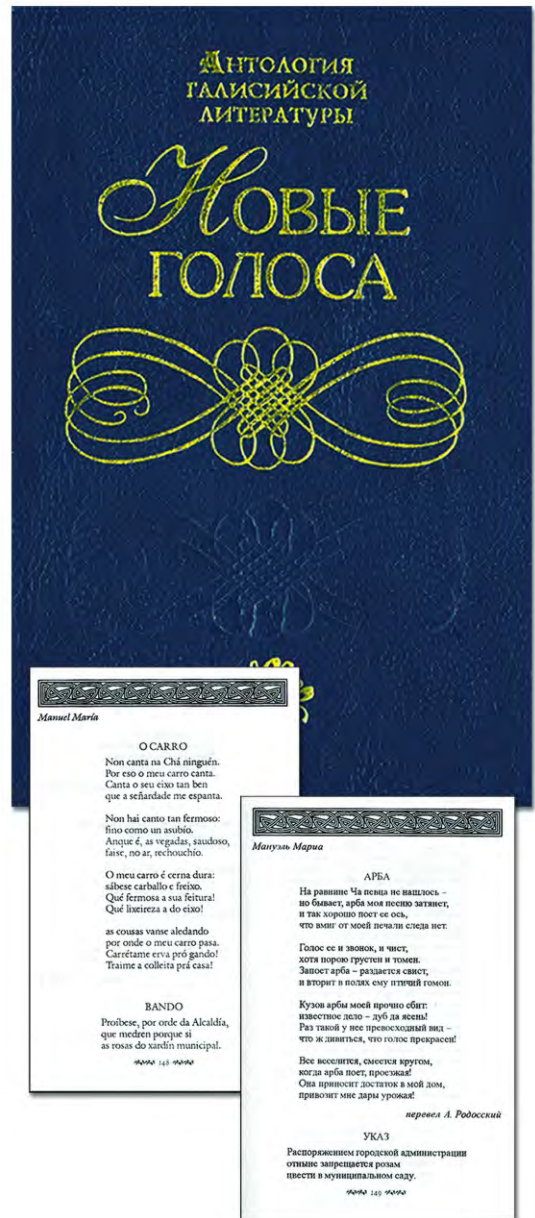 Антология
галисийской
литературы
Новые
голоса
Manuel María
O CARRO
Non canta na Chá ninguén.
Por eso o meu carro canta.
Canta o seu eixo tan ben
que a señardade me espanta.
Non hai canto tan fermoso:
fino como un asubío.
Anque é, as vegadas, saudoso,
faise, no ar, rechouchío.
O meu carro é cerna dura:
sábese carballo e freixo.
Qué fermosa a sua feitura!
Qué lixeireza a do eixo!
as cousas vanse aledando
por onde o meu carro pasa.
Carrétame erva pró gando!
Traime a colleita prá casa!
BANDO
Proíbese, por orde da Alcaldía,
que medren porque si
as rosas do xardín municipal.
148
Мануэль Мариа
АРБА
На равнине Ча певца не нашлось –
но бывает, арба моя песню затянет,
и так хорошо поет ее ось,
что вмиг от моей печали следа нет.
Голос ее и звонок, и чист,
хотя порою грустен и томен.
Запоет арба – раздается свист,
и вторит в полях ему птичий гомон.
Кузов арбы моей прочно сбит:
известное дело – дуб да ясень!
Раз такой у нее превосходный вид –
что ж дивиться, что голос прекрасен!
Все веселится, смеется кругом,
когда арба поет, проезжая!
Она приносит достаток в мой дом,
привозит мне дары урожая!
перевел А. Родосский
УКАЗ
Распоряжением городской администрации
отныне запрещается розам
цвести в муниципальном саду.
149